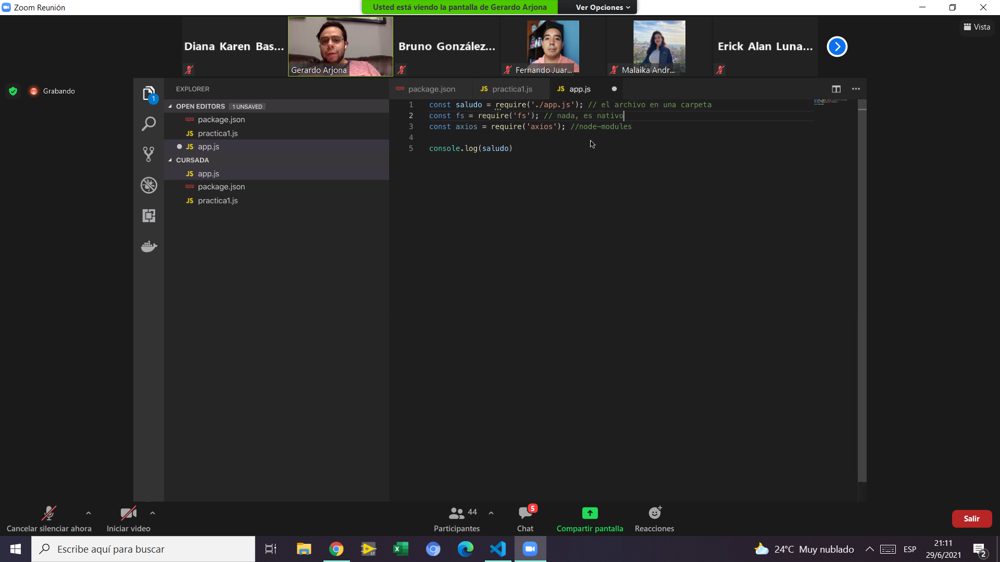 Zoom Reunión
Usted está viendo la pantalla de Gerardo Arjona
Ver Opciones
Vista
Diana Karen Bas...
Gerardo Arjona
Bruno González...
Fernando Juar...
Malaika Andr...
Erick Alan Luna...
Grabando
1
EXPLORER
OPEN EDITORS 1 UNSAVED
package.json
JS practica1.js
JS app.js
CURSADA
JS app.js
package.json
JS practica1.js
package.json
JS practica1.js
JS app.js
1 const saludo = require('./app.js'); // el archivo en una carpeta
2 const fs = require('fs'); // nada, es nativo
3 const axios = require('axios'); //node-modules
4
5 console.log(saludo)
Cancelar silenciar ahora
Iniciar video
44
Participantes
5
Chat
Compartir pantalla
Reacciones
Salir
Escribe aquí para buscar
24°C Muy nublado
ESP
21:11
29/6/2021
2